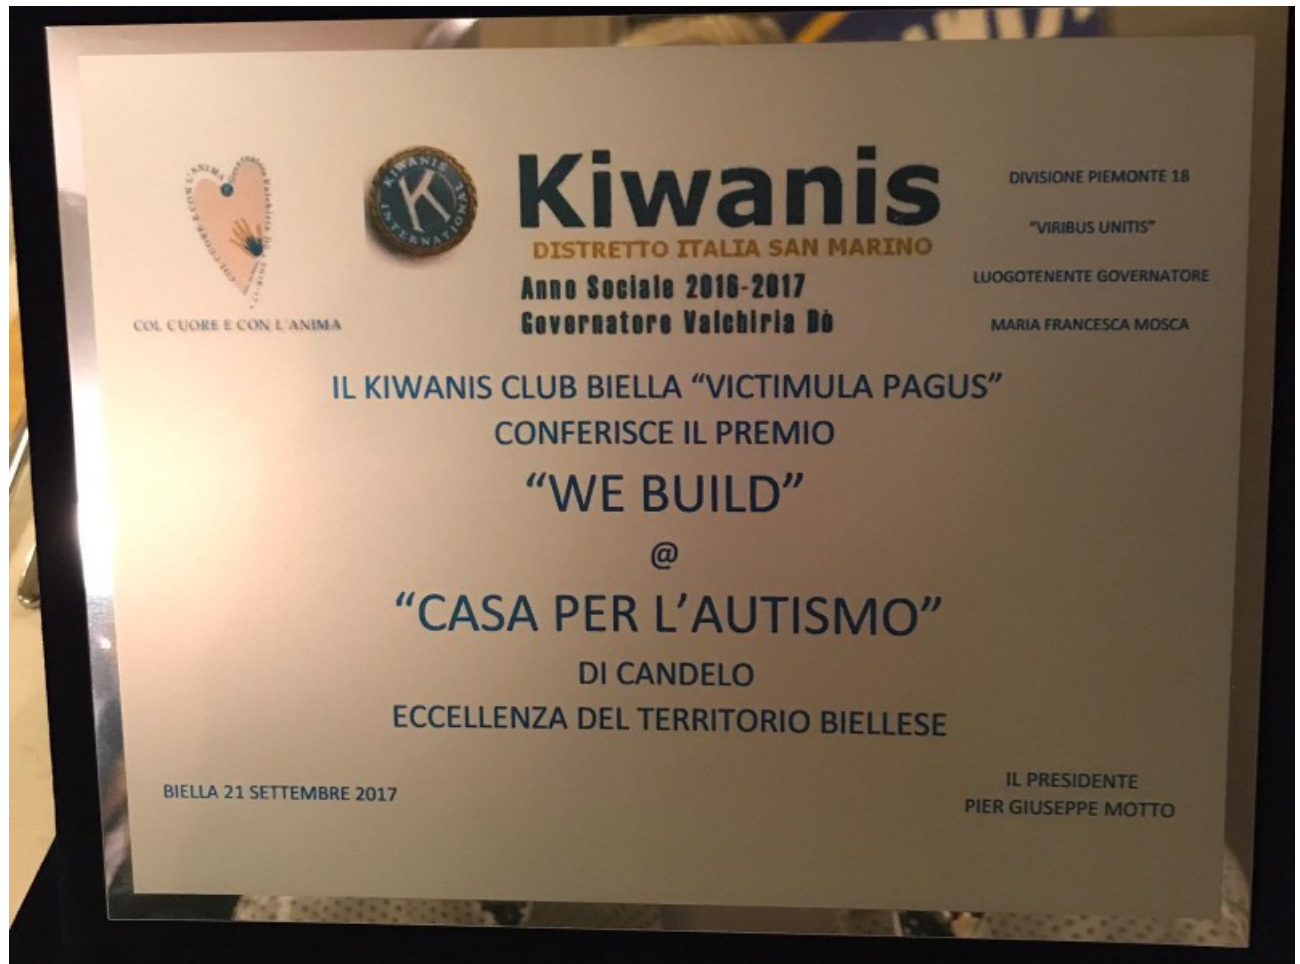 COL CUORE E CON L'ANIMA
KIWANIS
INTERNATIONAL
K
Kiwanis
DISTRETTO ITALIA SAN MARINO
Anno Sociale 2016-2017
Governatore Valchiria Dò
DIVISIONE PIEMONTE 18
"VIRIBUS UNITIS"
LUOGOTENENTE GOVERNATORE
MARIA FRANCESCA MOSCA
IL KIWANIS CLUB BIELLA "VICTIMULA PAGUS"
CONFERISCE IL PREMIO
"WE BUILD"
@
"CASA PER L'AUTISMO"
DI CANDELO
ECCELLENZA DEL TERRITORIO BIELLESE
BIELLA 21 SETTEMBRE 2017
IL PRESIDENTE
PIER GIUSEPPE MOTTO